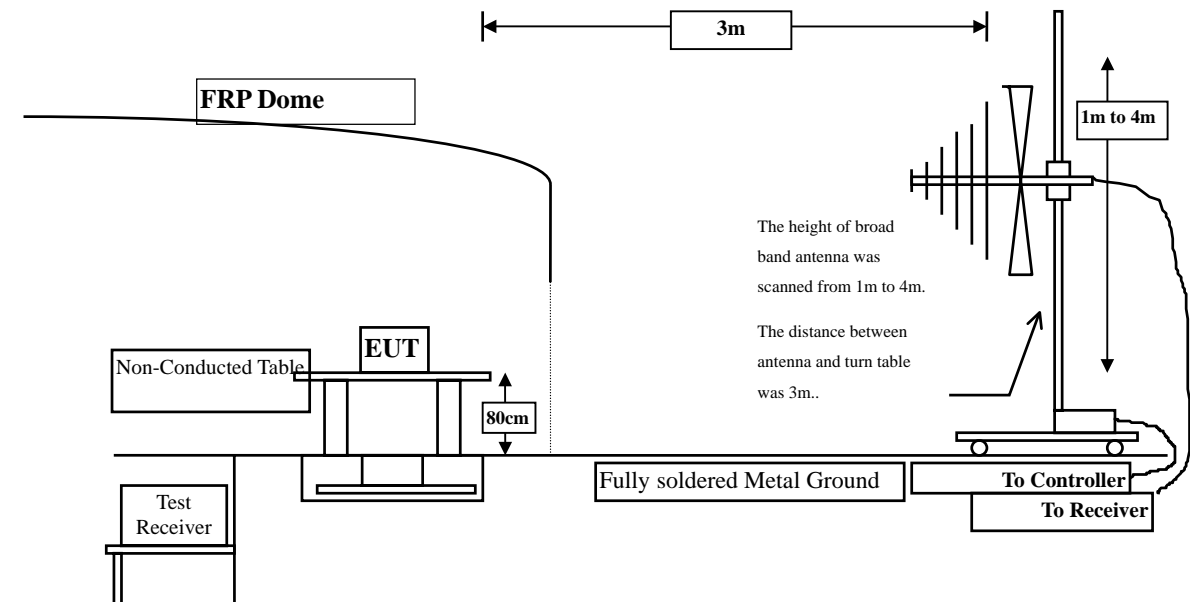 3m
FRP Dome
1m to 4m
The height of broad
band antenna was
scanned from 1m to 4m.
The distance between
antenna and turn table
was 3m..
EUT
Non-Conducted Table
80cm
Fully soldered Metal Ground
To Controller
To Receiver
Test
Receiver